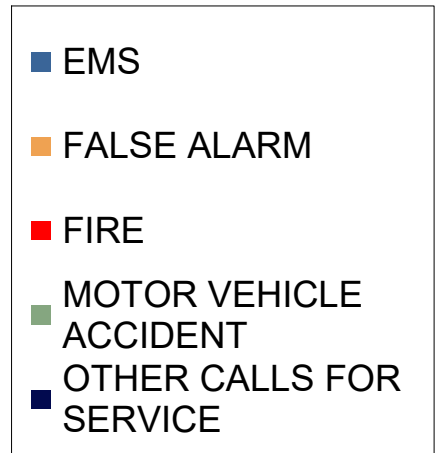 EMS
FALSE ALARM
FIRE
MOTOR VEHICLE
ACCIDENT
OTHER CALLS FOR
SERVICE